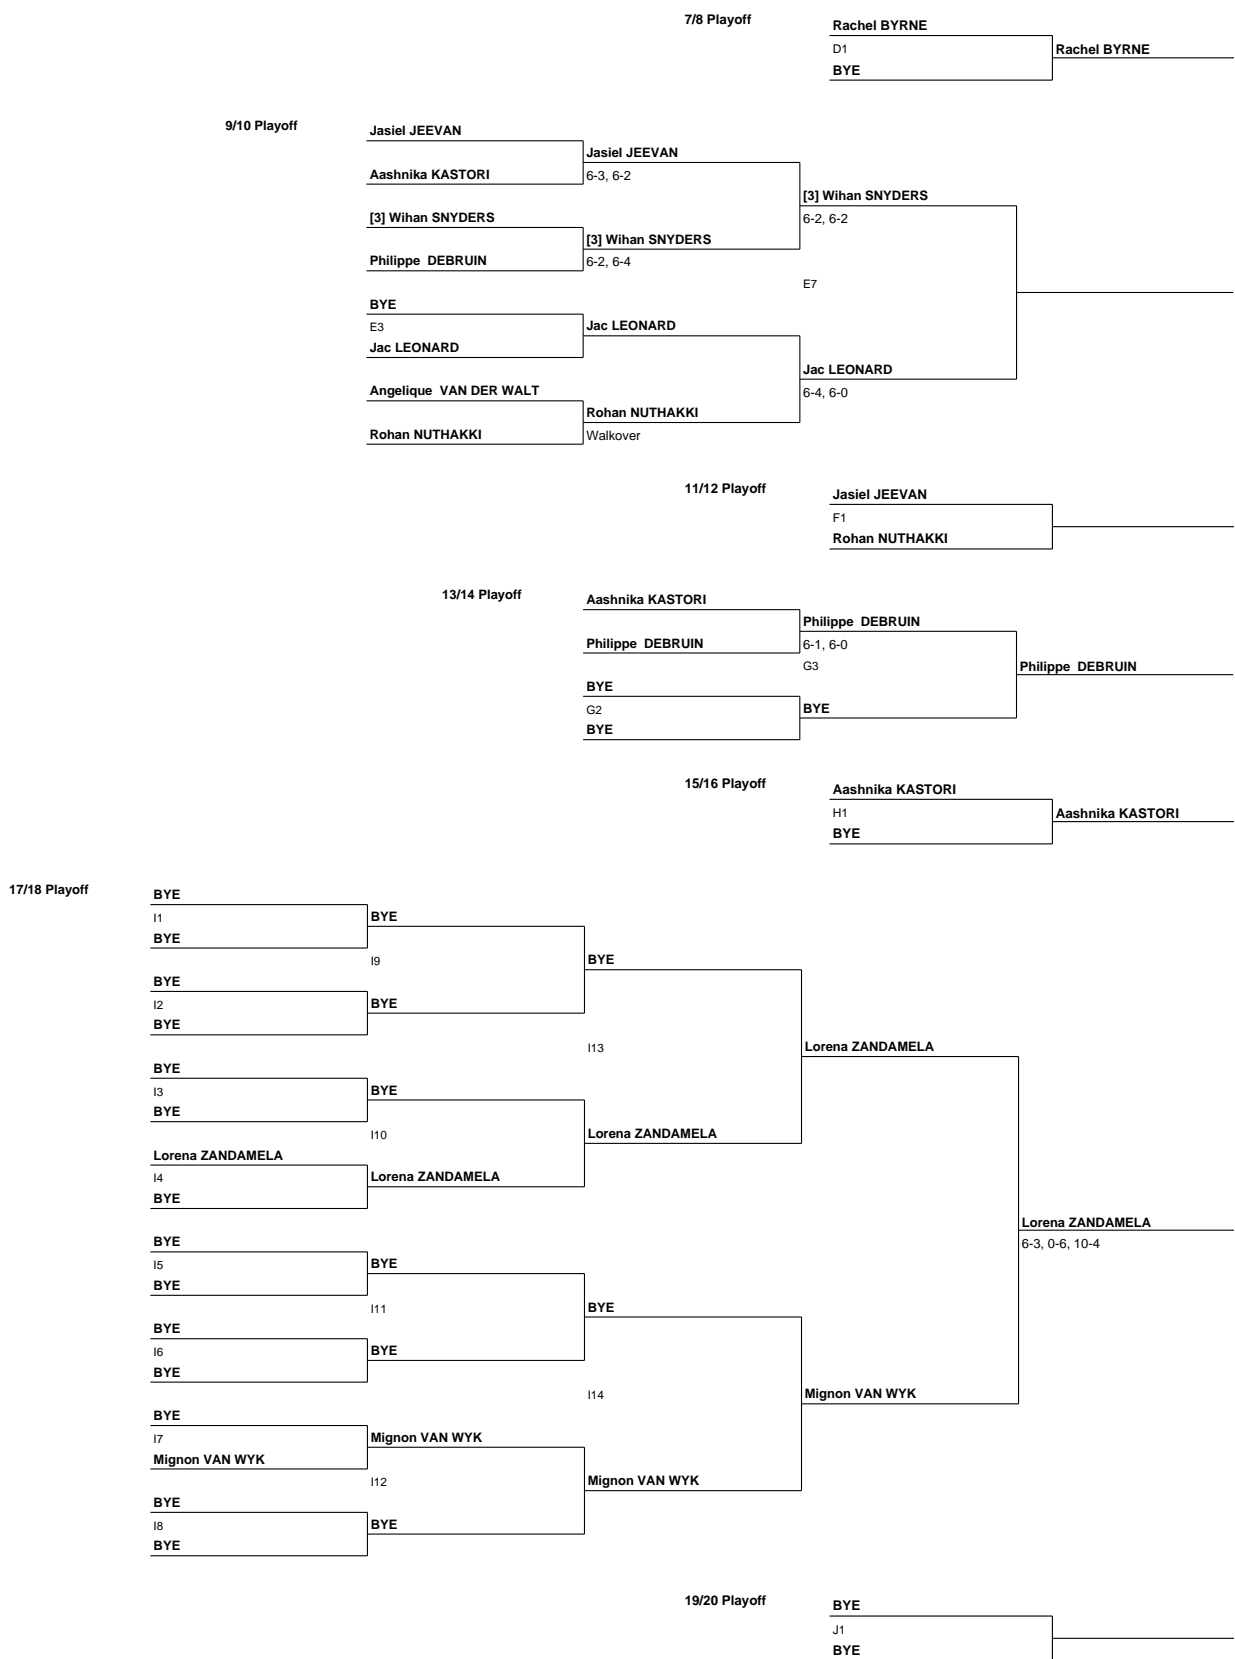 7/8 Playoff
Rachel BYRNE
D1
Rachel BYRNE
BYE
9/10 Playoff
Jasiel JEEVAN
Jasiel JEEVAN
Aashnika KASTORI
6-3, 6-2
[3] Wihan SNYDERS
6-2, 6-2
[3] Wihan SNYDERS
[3] Wihan SNYDERS
Philippe DEBRUIN
6-2, 6-4
E7
BYE
E3
Jac LEONARD
Jac LEONARD
Jac LEONARD
6-4, 6-0
Angelique VAN DER WALT
Rohan NUTHAKKI
Rohan NUTHAKKI
Walkover
11/12 Playoff
Jasiel JEEVAN
F1
Rohan NUTHAKKI
13/14 Playoff
Aashnika KASTORI
Philippe DEBRUIN
Philippe DEBRUIN
6-1, 6-0
G3
Philippe DEBRUIN
BYE
G2
BYE
BYE
15/16 Playoff
Aashnika KASTORI
H1
Aashnika KASTORI
BYE
17/18 Playoff
BYE
I1
BYE
BYE
I9
BYE
BYE
I2
BYE
BYE
I13
Lorena ZANDAMELA
BYE
I3
BYE
BYE
I10
Lorena ZANDAMELA
Lorena ZANDAMELA
I4
Lorena ZANDAMELA
BYE
Lorena ZANDAMELA
6-3, 0-6, 10-4
BYE
I5
BYE
BYE
I11
BYE
BYE
I6
BYE
BYE
I14
Mignon VAN WYK
BYE
I7
Mignon VAN WYK
Mignon VAN WYK
I12
Mignon VAN WYK
BYE
I8
BYE
BYE
19/20 Playoff
BYE
J1
BYE